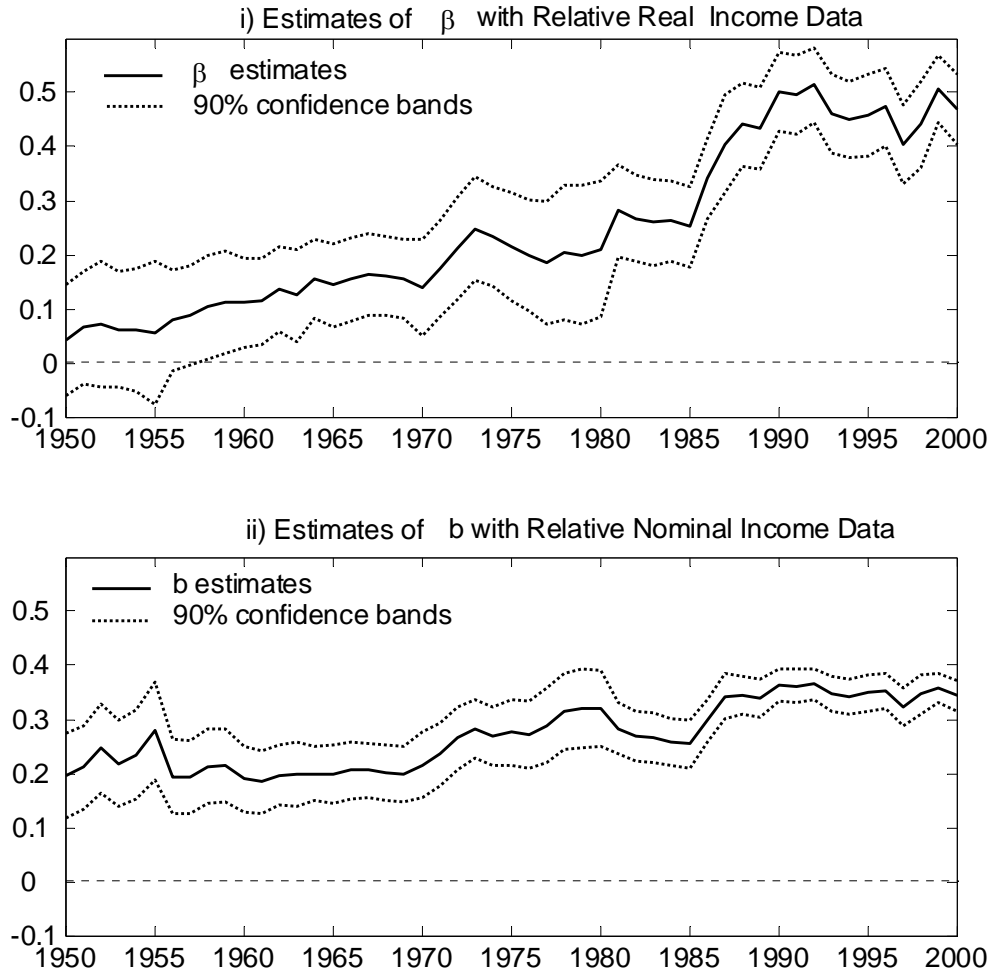 i) Estimates of β with Relative Real Income Data
β estimates
90% confidence bands
0.5
0.4
0.3
0.2
0.1
0
-0.1
1950 1955 1960 1965 1970 1975 1980 1985 1990 1995 2000
ii) Estimates of b with Relative Nominal Income Data
b estimates
90% confidence bands
0.5
0.4
0.3
0.2
0.1
0
-0.1
1950 1955 1960 1965 1970 1975 1980 1985 1990 1995 2000